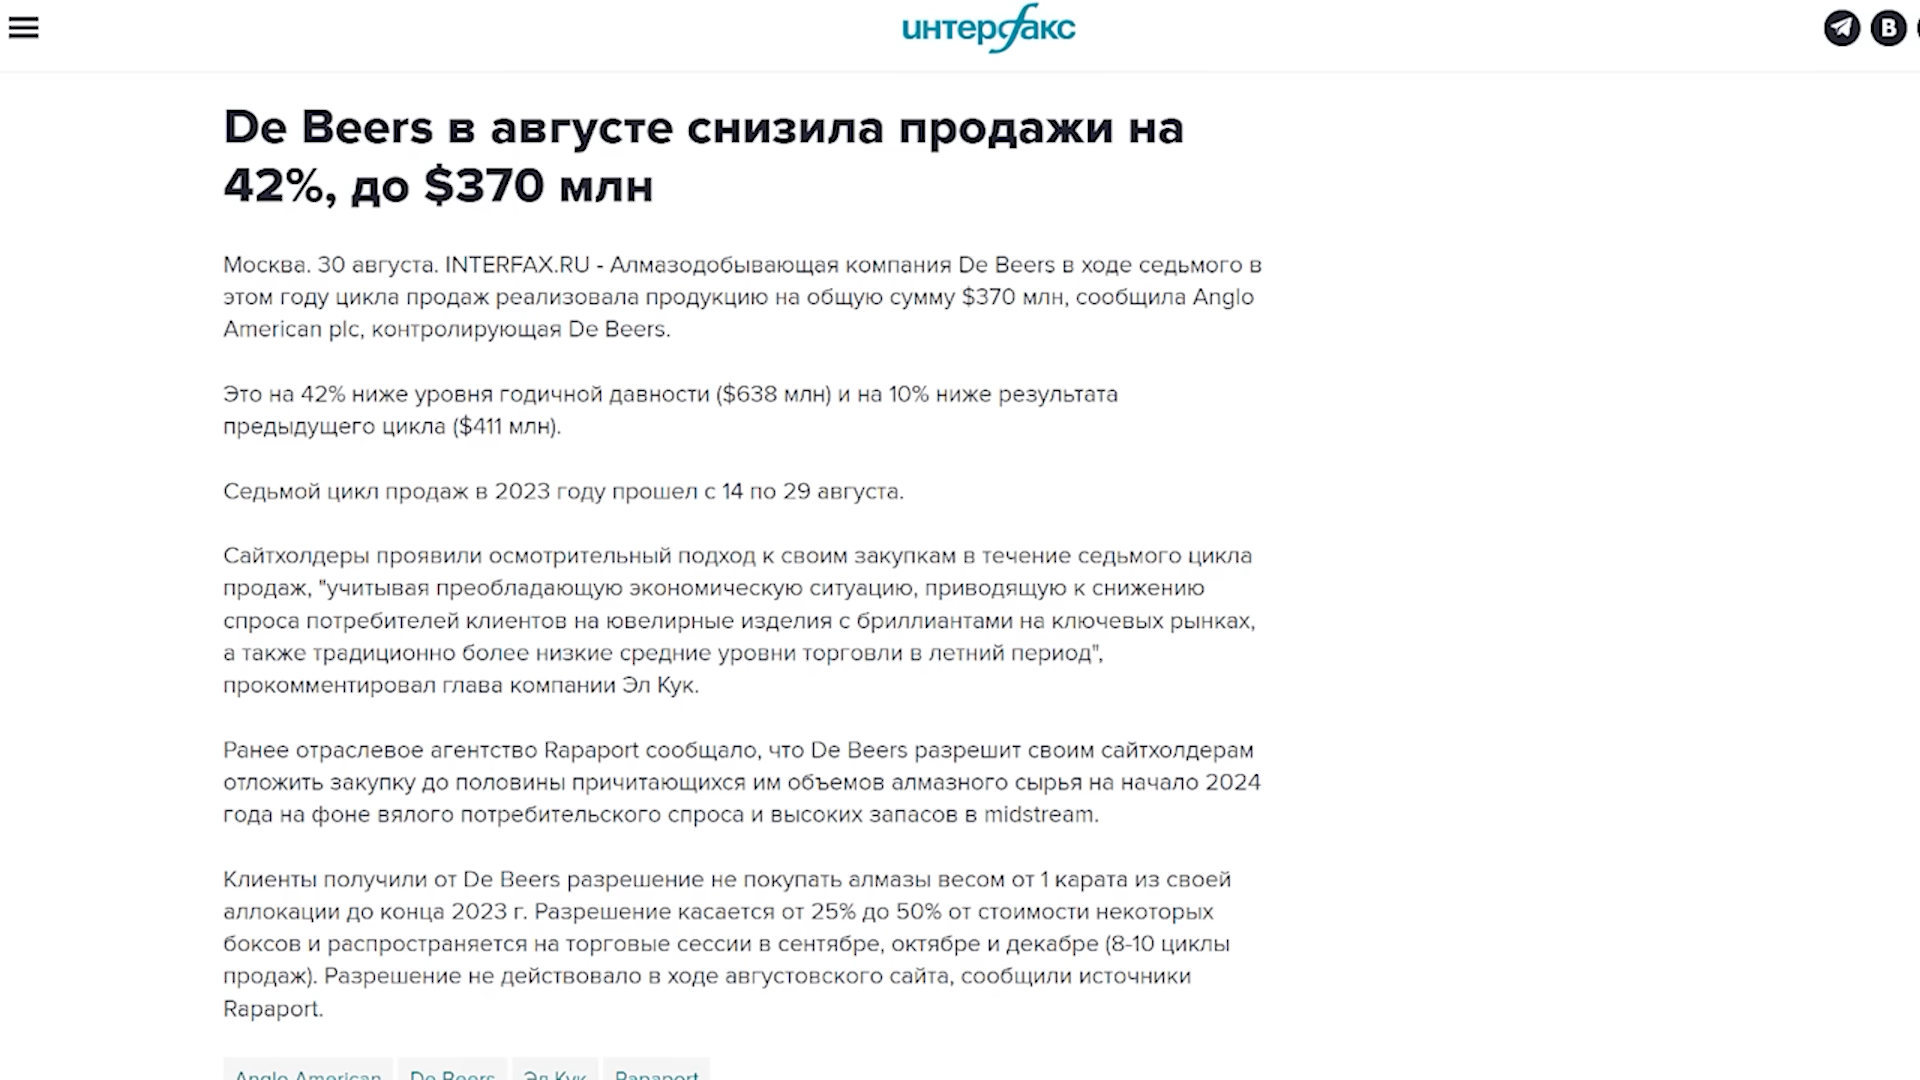 интерфакс
De Beers в августе снизила продажи на
42%, до $370 млн
Москва. 30 августа. INTERFAX.RU - Алмазодобывающая компания De Beers в ходе седьмого в
этом году цикла продаж реализовала продукцию на общую сумму $370 млн, сообщила Anglo
American plc, контролирующая De Beers.
Это на 42% ниже уровня годичной давности ($638 млн) и на 10% ниже результата
предыдущего цикла ($411 млн).
Седьмой цикл продаж в 2023 году прошел с 14 по 29 августа.
Сайтхолдеры проявили осмотрительный подход к своим закупкам в течение седьмого цикла
продаж, "учитывая преобладающую экономическую ситуацию, приводящую к снижению
спроса потребителей клиентов на ювелирные изделия с бриллиантами на ключевых рынках,
а также традиционно более низкие средние уровни торговли в летний период",
прокомментировал глава компании Эл Кук.
Ранее отраслевое агентство Rapaport сообщало, что De Beers разрешит своим сайтхолдерам
отложить закупку до половины причитающихся им объемов алмазного сырья на начало 2024
года на фоне вялого потребительского спроса и высоких запасов в midstream.
Клиенты получили от De Beers разрешение не покупать алмазы весом от 1 карата из своей
аллокации до конца 2023 г. Разрешение касается от 25% до 50% от стоимости некоторых
боксов и распространяется на торговые сессии в сентябре, октябре и декабре (8-10 циклы
продаж). Разрешение не действовало в ходе августовского сайта, сообщили источники
Rapaport.
Anglo American De Beers Эл Кук Rapaport